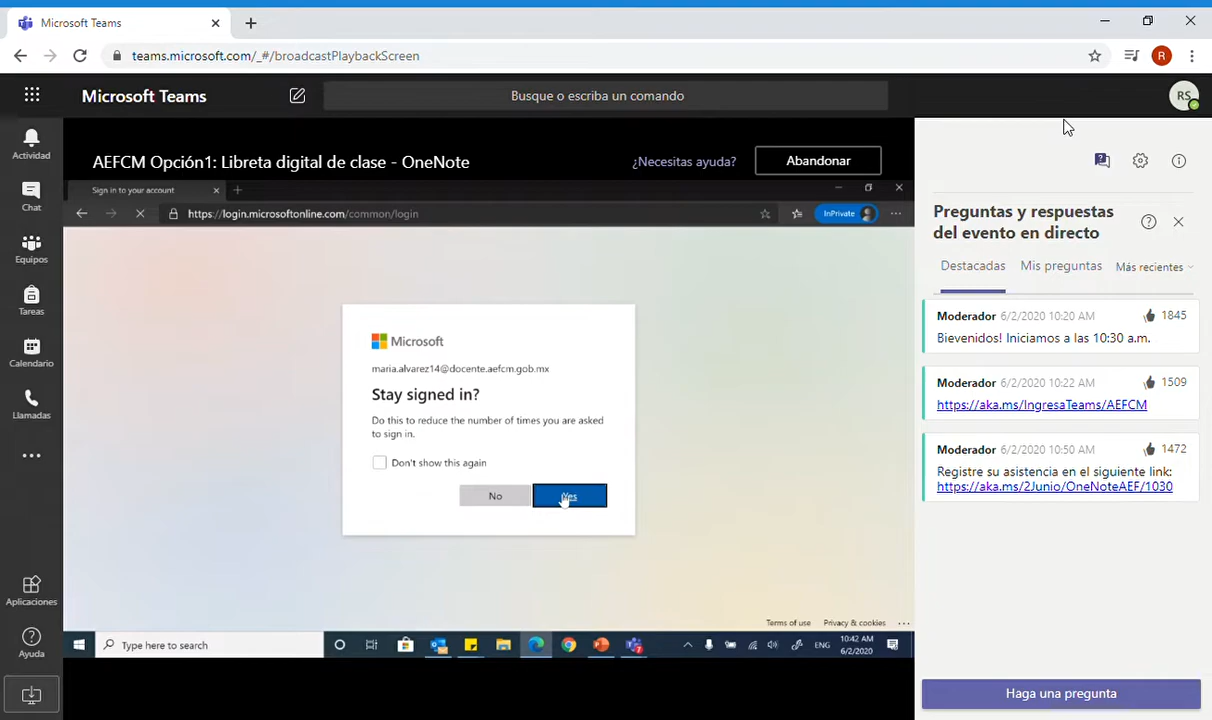 Microsoft Teams
teams.microsoft.com/_#/broadcastPlaybackScreen
R
Microsoft Teams
Busque o escriba un comando
RS
Actividad
Chat
Equipos
Tareas
Calendario
Llamadas
Aplicaciones
Ayuda
AEFCM Opción1: Libreta digital de clase - OneNote
¿Necesitas ayuda?
Abandonar
Sign in to your account
https://login.microsoftonline.com/common/login
InPrivate
Microsoft
maria.alvarez14@docente.aefcm.gob.mx
Stay signed in?
Do this to reduce the number of times you are asked
to sign in.
Don't show this again
No
Yes
Terms of use
Privacy & cookies
Type here to search
ENG
10:42 AM
6/2/2020
Preguntas y respuestas
del evento en directo
Destacadas
Mis preguntas
Más recientes
Moderador 6/2/2020 10:20 AM 1845
Bievenidos! Iniciamos a las 10:30 a.m.
Moderador 6/2/2020 10:22 AM 1509
https://aka.ms/IngresaTeams/AEFCM
Moderador 6/2/2020 10:50 AM 1472
Registre su asistencia en el siguiente link:
https://aka.ms/2Junio/OneNoteAEF/1030
Haga una pregunta